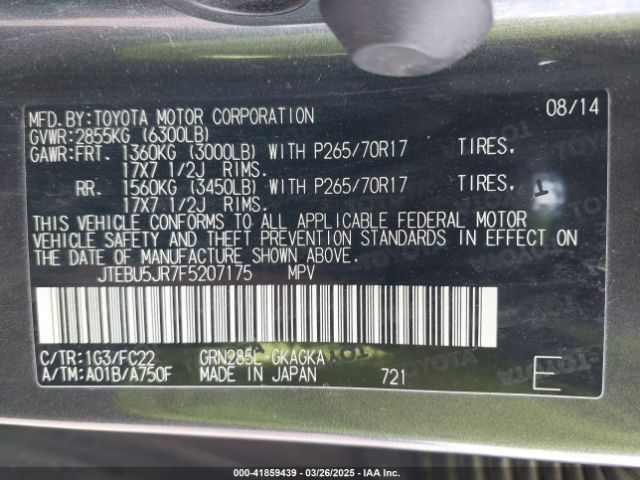 MFD.BY:TOYOTA MOTOR CORPORATION 08/14
GVWR:2855KG (6300LB)
GAWR:FRT. 1360KG (3000LB) WITH P265/70R17 TIRES,
17X7 1/2J RIMS.
RR. 1560KG (3450LB) WITH P265/70R17 TIRES,
17X7 1/2J RIMS.
THIS VEHICLE CONFORMS TO ALL APPLICABLE FEDERAL MOTOR
VEHICLE SAFETY AND THEFT PREVENTION STANDARDS IN EFFECT ON
THE DATE OF MANUFACTURE SHOWN ABOVE.
JTEBU5JR7F5207175 MPV
C/TR:1G3/FC22 GRN285L-GKAGKA
A/TM:A01B/A750F MADE IN JAPAN 721 E
000-41859439 - 03/26/2025 - IAA Inc.